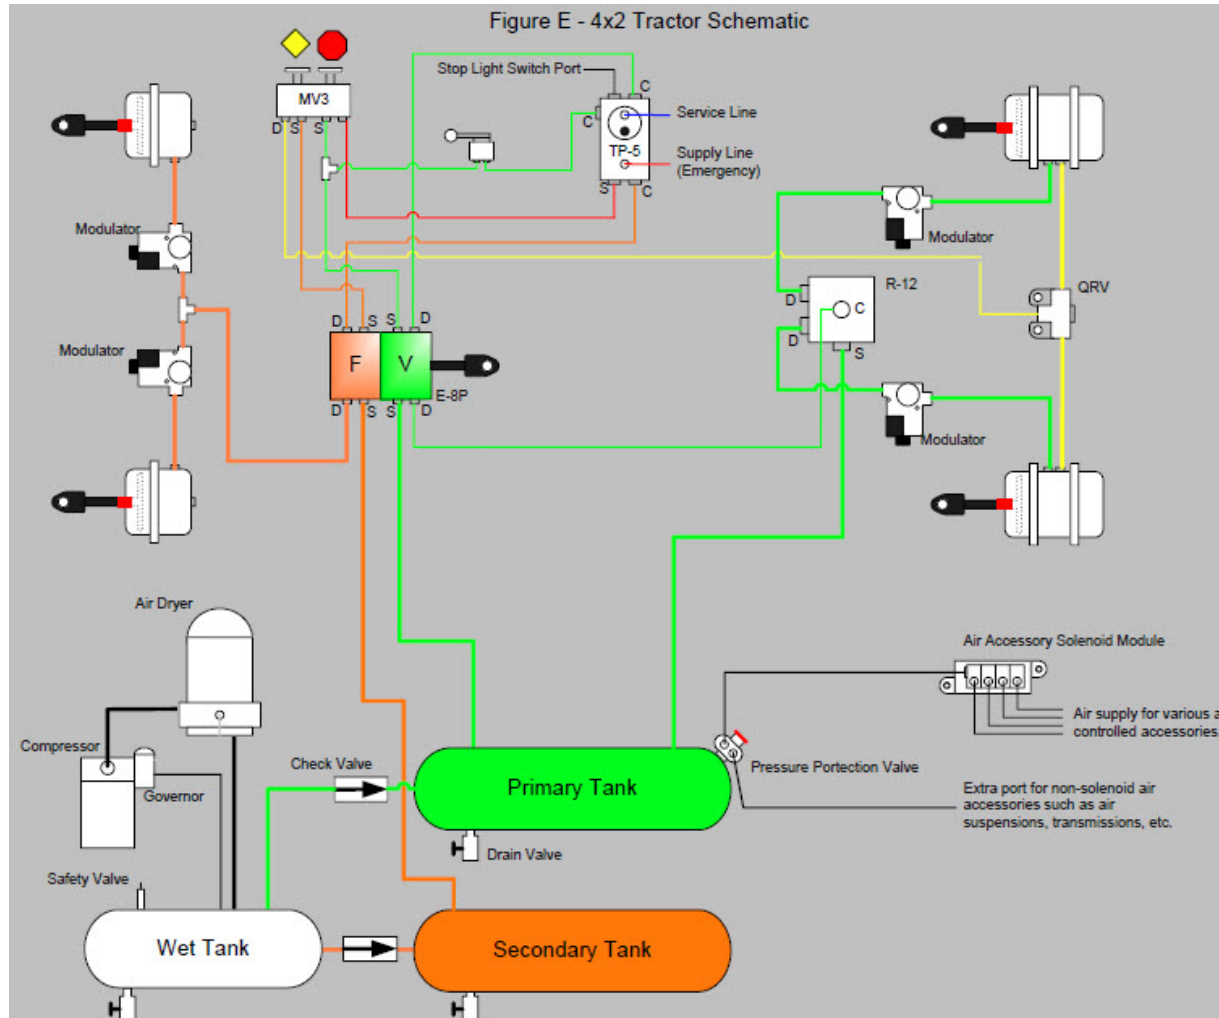 Figure E - 4x2 Tractor Schematic
Stop Light Switch Port
C
MV3
D S S S
C
Service Line
TP-5
Supply Line
(Emergency)
S C
Modulator
Modulator
R-12
QRV
D
C
D
S
Modulator
D S S D
F V
E-8P
D S S D
Modulator
Air Dryer
Air Accessory Solenoid Module
Air supply for various a
controlled accessories.
Compressor
Check Valve
Pressure Portection Valve
Primary Tank
Governor
Extra port for non-solenoid air
accessories such as air
suspensions, transmissions, etc.
Drain Valve
Safety Valve
Wet Tank
Secondary Tank